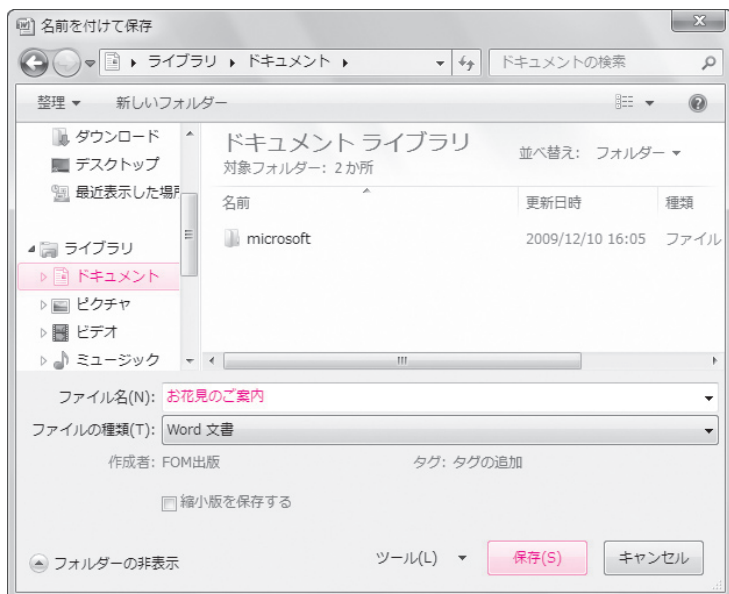 名前を付けて保存
ライブラリ ドキュメント ドキュメントの検索
整理 新しいフォルダー
ダウンロード
デスクトップ
最近表示した場所
ライブラリ
ドキュメント
ピクチャ
ビデオ
ミュージック
ドキュメント ライブラリ
対象フォルダー: 2 か所
並べ替え: フォルダー
名前 更新日時 種類
microsoft 2009/12/10 16:05 ファイル
ファイル名(N): お花見のご案内
ファイルの種類(T): Word 文書
作成者: FOM出版 タグ: タグの追加
縮小版を保存する
フォルダーの非表示 ツール(L) 保存(S) キャンセル